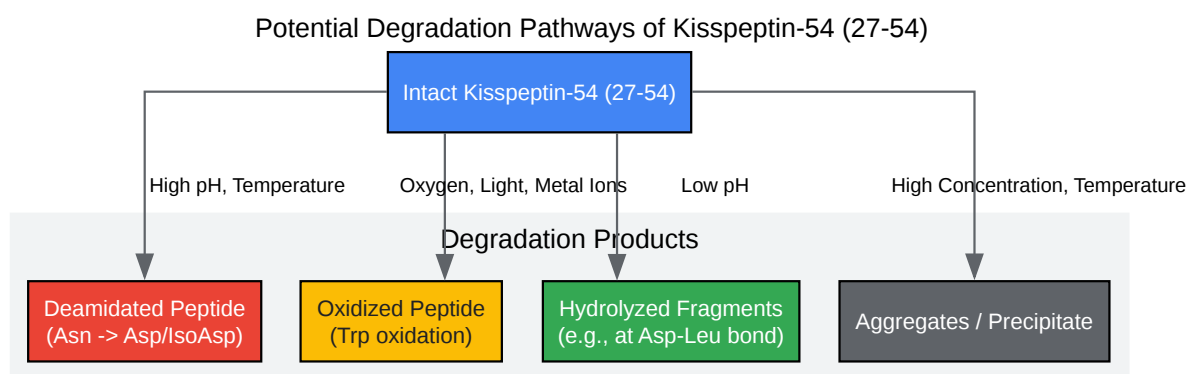 Potential Degradation Pathways of Kisspeptin-54 (27-54)
Intact Kisspeptin-54 (27-54)
High pH, Temperature
Oxygen, Light, Metal Ions
Low pH
High Concentration, Temperature
Degradation Products
Deamidated Peptide
(Asn -> Asp/IsoAsp)
Oxidized Peptide
(Trp oxidation)
Hydrolyzed Fragments
(e.g., at Asp-Leu bond)
Aggregates / Precipitate